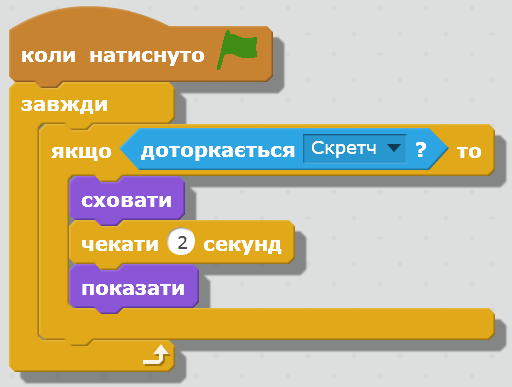 коли натиснуто
завжди
якщо доторкається Скретч ? то
сховати
чекати 2 секунд
показати